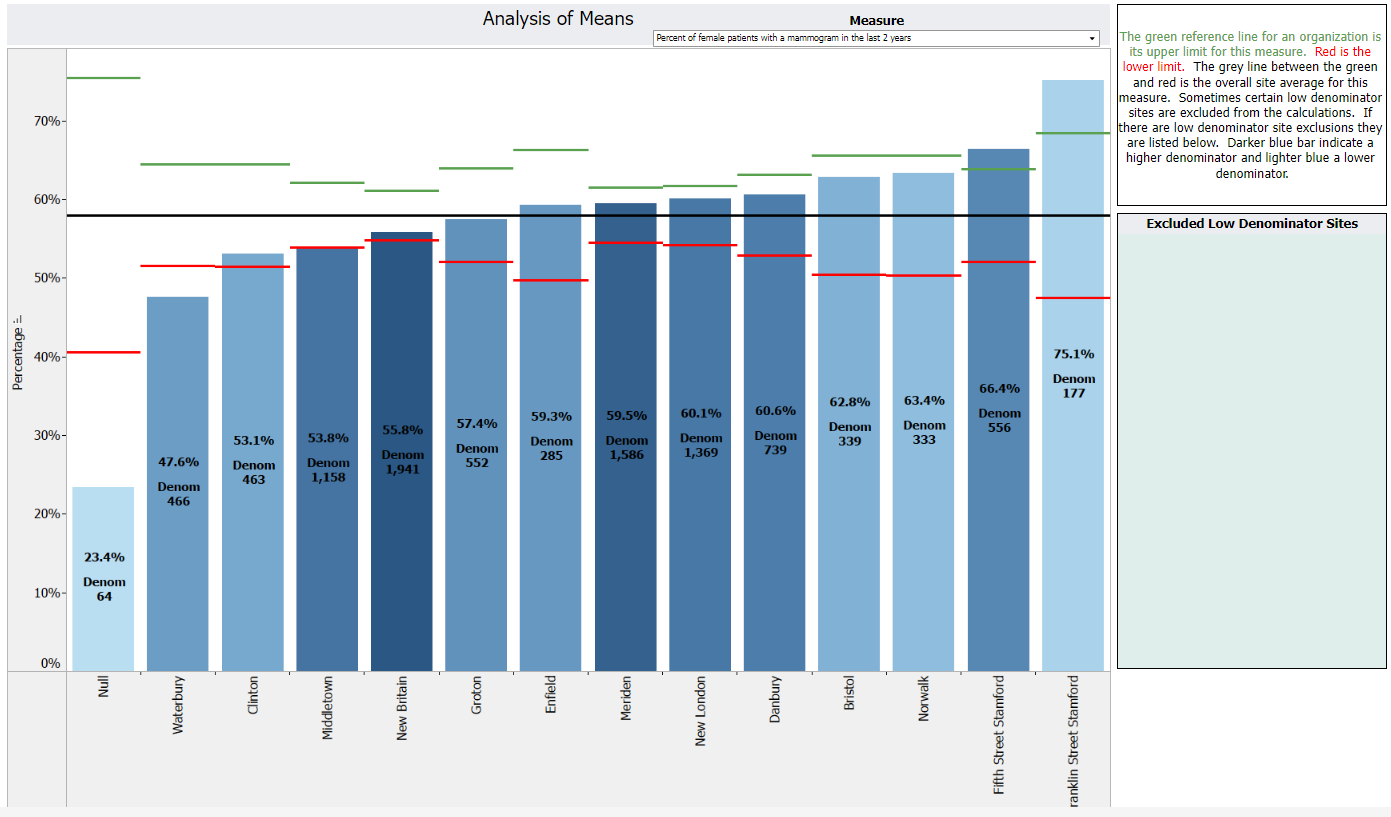 Analysis of Means
Measure
Percent of female patients with a mammogram in the last 2 years
The green reference line for an organization is
its upper limit for this measure. Red is the
lower limit. The grey line between the green
and red is the overall site average for this
measure. Sometimes certain low denominator
sites are excluded from the calculations. If
there are low denominator site exclusions they
are listed below. Darker blue bar indicate a
higher denominator and lighter blue a lower
denominator.
Excluded Low Denominator Sites
Percentage
70%
60%
50%
40%
30%
20%
10%
0%
23.4%
Denom
64
47.6%
Denom
466
53.1%
Denom
463
53.8%
Denom
1,158
55.8%
Denom
1,941
57.4%
Denom
552
59.3%
Denom
285
59.5%
Denom
1,586
60.1%
Denom
1,369
60.6%
Denom
739
62.8%
Denom
339
63.4%
Denom
333
66.4%
Denom
556
75.1%
Denom
177
Null
Waterbury
Clinton
Middletown
New Britain
Groton
Enfield
Meriden
New London
Danbury
Bristol
Norwalk
Fifth Street Stamford
ranklin Street Stamford